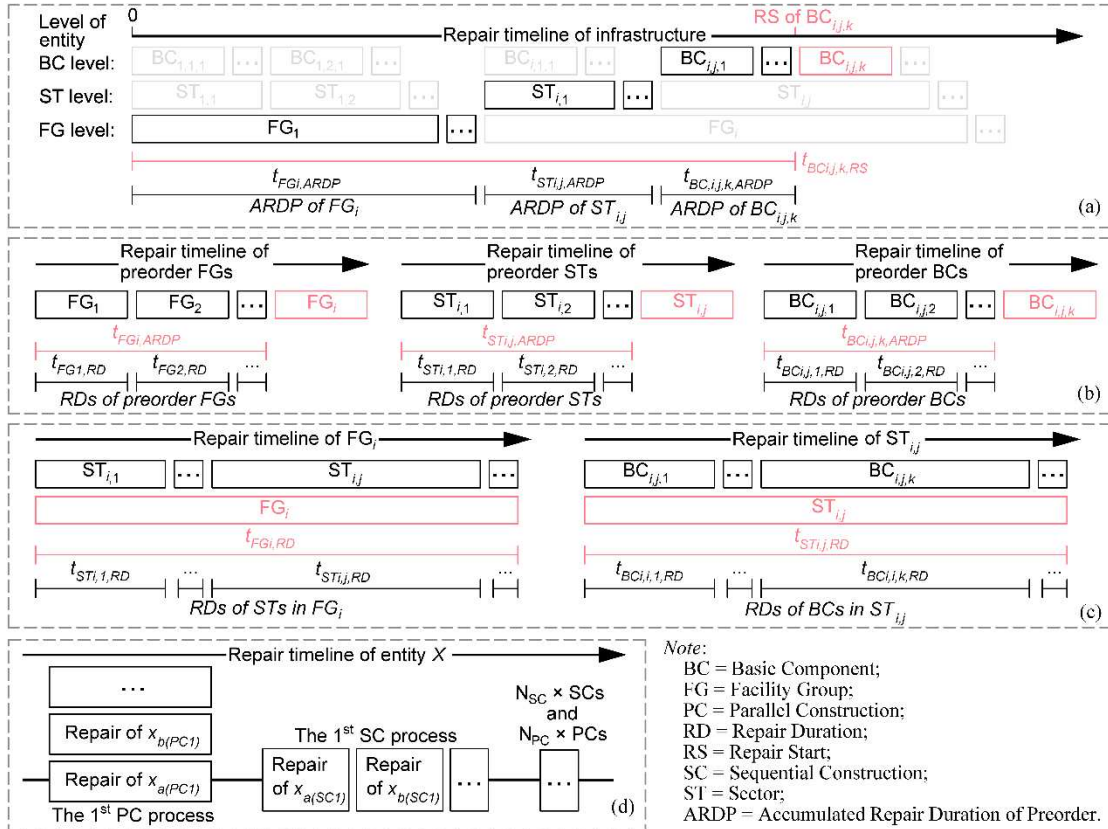 Level of entity
0
RS of BCi,j,k
Repair timeline of infrastructure
BC level:
BC1,1,1
...
BC1,2,1
...
BCi,1,1
...
BCi,j,1
...
BCi,j,k
...
ST level:
ST1,1
ST1,2
...
STi,1
...
STi,j
...
FG level:
FG1
...
FGi
...
tBCi,j,k,RS
tFGi,ARDP
tSTi,j,ARDP
tBC,i,j,k,ARDP
ARDP of FGi
ARDP of STi,j
ARDP of BCi,j,k
(a)
Repair timeline of preorder FGs
FG1
FG2
...
FGi
tFGi,ARDP
tFG1,RD
tFG2,RD
...
RDs of preorder FGs
Repair timeline of preorder STs
STi,1
STi,2
...
STi,j
tSTi,j,ARDP
tSTi,1,RD
tSTi,2,RD
...
RDs of preorder STs
Repair timeline of preorder BCs
BCi,j,1
BCi,j,2
...
BCi,j,k
tBCi,j,k,ARDP
tBCi,j,1,RD
tBCi,j,2,RD
...
RDs of preorder BCs
(b)
Repair timeline of FGi
STi,1
...
STi,j
...
FGi
tFGi,RD
tSTi,1,RD
...
tSTi,j,RD
...
RDs of STs in FGi
Repair timeline of STi,j
BCi,j,1
...
BCi,j,k
...
STi,j
tSTi,j,RD
tBCi,i,1,RD
...
tBCi,i,k,RD
...
RDs of BCs in STi,j
(c)
Repair timeline of entity X
...
Repair of xb(PC1)
Repair of xa(PC1)
The 1st PC process
The 1st SC process
Repair of xa(SC1)
Repair of xb(SC1)
...
NSC × SCs
and
NPC × PCs
...
(d)
Note:
BC = Basic Component;
FG = Facility Group;
PC = Parallel Construction;
RD = Repair Duration;
RS = Repair Start;
SC = Sequential Construction;
ST = Sector;
ARDP = Accumulated Repair Duration of Preorder.